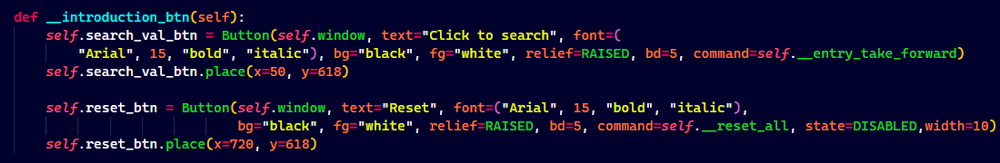 def __introduction_btn(self):
    self.search_val_btn = Button(self.window, text="Click to search", font=(
        "Arial", 15, "bold", "italic"), bg="black", fg="white", relief=RAISED, bd=5, command=self.__entry_take_forward)
    self.search_val_btn.place(x=50, y=618)

    self.reset_btn = Button(self.window, text="Reset", font=("Arial", 15, "bold", "italic"),
                            bg="black", fg="white", relief=RAISED, bd=5, command=self.__reset_all, state=DISABLED,width=10)
    self.reset_btn.place(x=720, y=618)